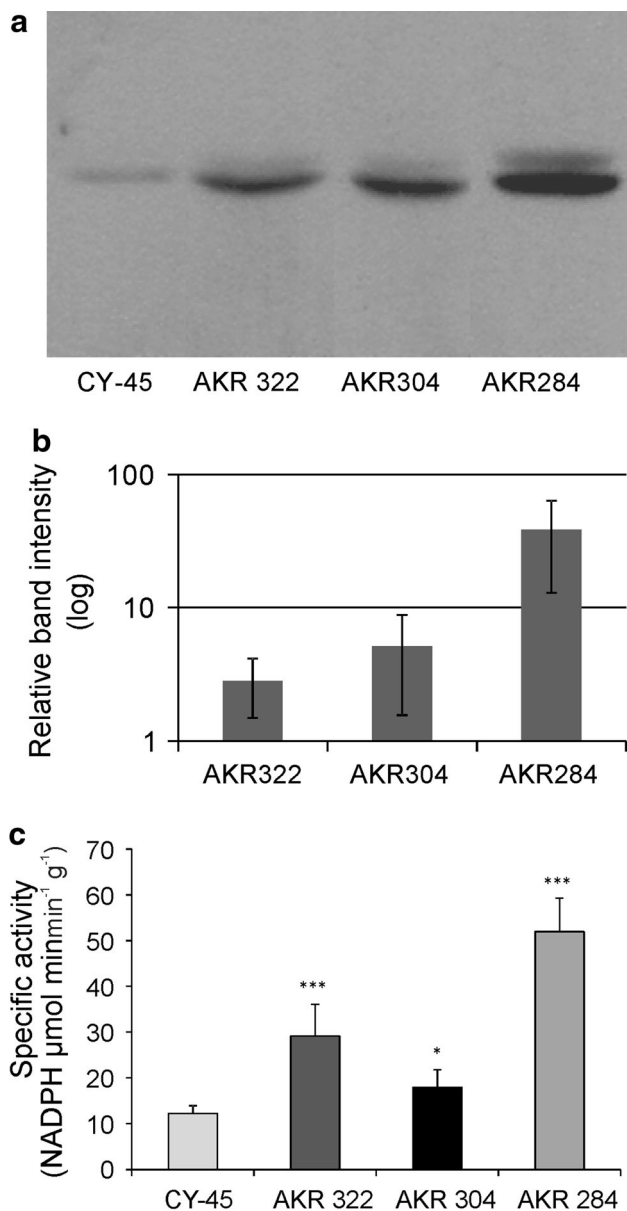 a
CY-45 AKR 322 AKR304 AKR284
b
Relative band intensity
(log)
100
10
1
AKR322 AKR304 AKR284
c
Specific activity
(NADPH µmol minmin⁻¹ g⁻¹)
70
60
50
40
30
20
10
0
***
*
***
CY-45 AKR 322 AKR 304 AKR 284